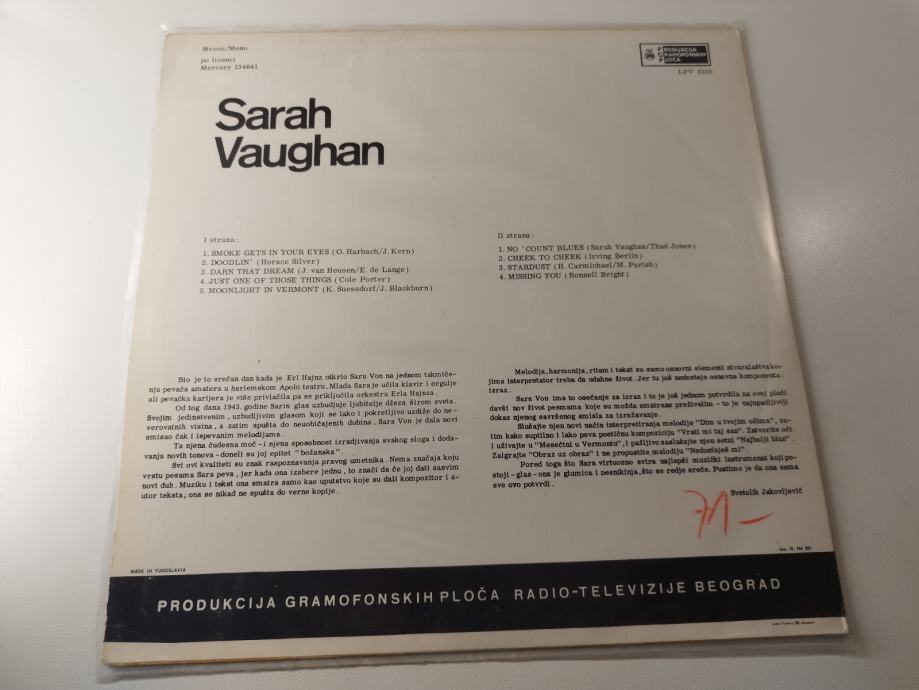 Stereo/Mono
po licenci
Mercury 134641
PRODUKCIJA
GRAMOFONSKIH
PLOČA
LPV 4326
Sarah
Vaughan
I strana:
1. SMOKE GETS IN YOUR EYES (O. Harbach/J. Kern)
2. DOODLIN' (Horace Silver)
3. DARN THAT DREAM (J. van Heusen/E. de Lange)
4. JUST ONE OF THOSE THINGS (Cole Porter)
5. MOONLIGHT IN VERMONT (K. Suessdorf/J. Blackburn)
II strana:
1. NO 'COUNT BLUES (Sarah Vaughan/Thad Jones)
2. CHEEK TO CHEEK (Irving Berlin)
3. STARDUST (H. Carmichael/M. Parish)
4. MISSING YOU (Ronnell Bright)
Bio je to srećan dan kada je Erl Hajnz otkrio Saru Von na jednom takmiče-
nju pevača amatera u harlemskom Apolo teatru. Mlada Sara je učila klavir i orgulje
ali pevačka karijera je više privlačila pa se priključila orkestru Erla Hajnza.
Od tog dana 1943. godine Sarin glas uzbudjuje ljubitelje džeza širom sveta.
Svojim jedinstvenim, uzbudljivim glasom koji se lako i pokretljivo uzdiže do ne-
verovatnih visina, a zatim spušta do neuobičajenih dubina, Sara Von je dala novi
smisao čak i ispevanim melodijama.
Ta njena čudesna moć - i njena sposobnost izradjivanja svakog sloga i doda-
vanja novih tonova - doneli su joj epitet "božanska".
Svi ovi kvaliteti su znak raspoznavanja pravog umetnika. Nema značaja koju
vrstu pesama Sara peva, jer kada ona izabere jednu, to znači da će joj dati sasvim
novi duh. Muziku i tekst ona smatra samo kao uputstvo koje su dali kompozitor i a-
utor teksta; ona se nikad ne spušta do verne kopije.
Melodija, harmonija, ritam i tekst su samo osnovni elementi stvaralaštva ko-
jima interpretator treba da udahne život. Jer tu još nedostaje osnovna komponenta:
izraz.
Sara Von ima to osećanje za izraz i to je još jednom potvrdila na ovoj ploči
davši nov život pesmama koje su možda smatrane preživelim - to je najupadljiviji
dokaz njenog savršenog smisla za izražavanje.
Slušajte njen novi način interpretiranja melodije "Dim u tvojim očima", za-
tim kako suptilno i lako peva poetičnu kompoziciju "Vrati mi taj san". Zatvorite oči
i uživajte u "Mesečini u Vermontu", i pažljivo saslušajte njen setni "Najbolji bluz".
Zaigrajte "Obraz uz obraz" i ne propustite melodiju "Nedostaješ mi".
Pored toga što Sara virtuozno svira najlepši muzički instrumenat koji po-
stoji - glas - ona je glumica i pesnikinja, što se redje sreće. Pustimo je da ona sama
sve ovo potvrdi.
Svetolik Jakovljević
MADE IN YUGOSLAVIA
PRODUKCIJA GRAMOFONSKIH PLOČA RADIO-TELEVIZIJE BEOGRAD